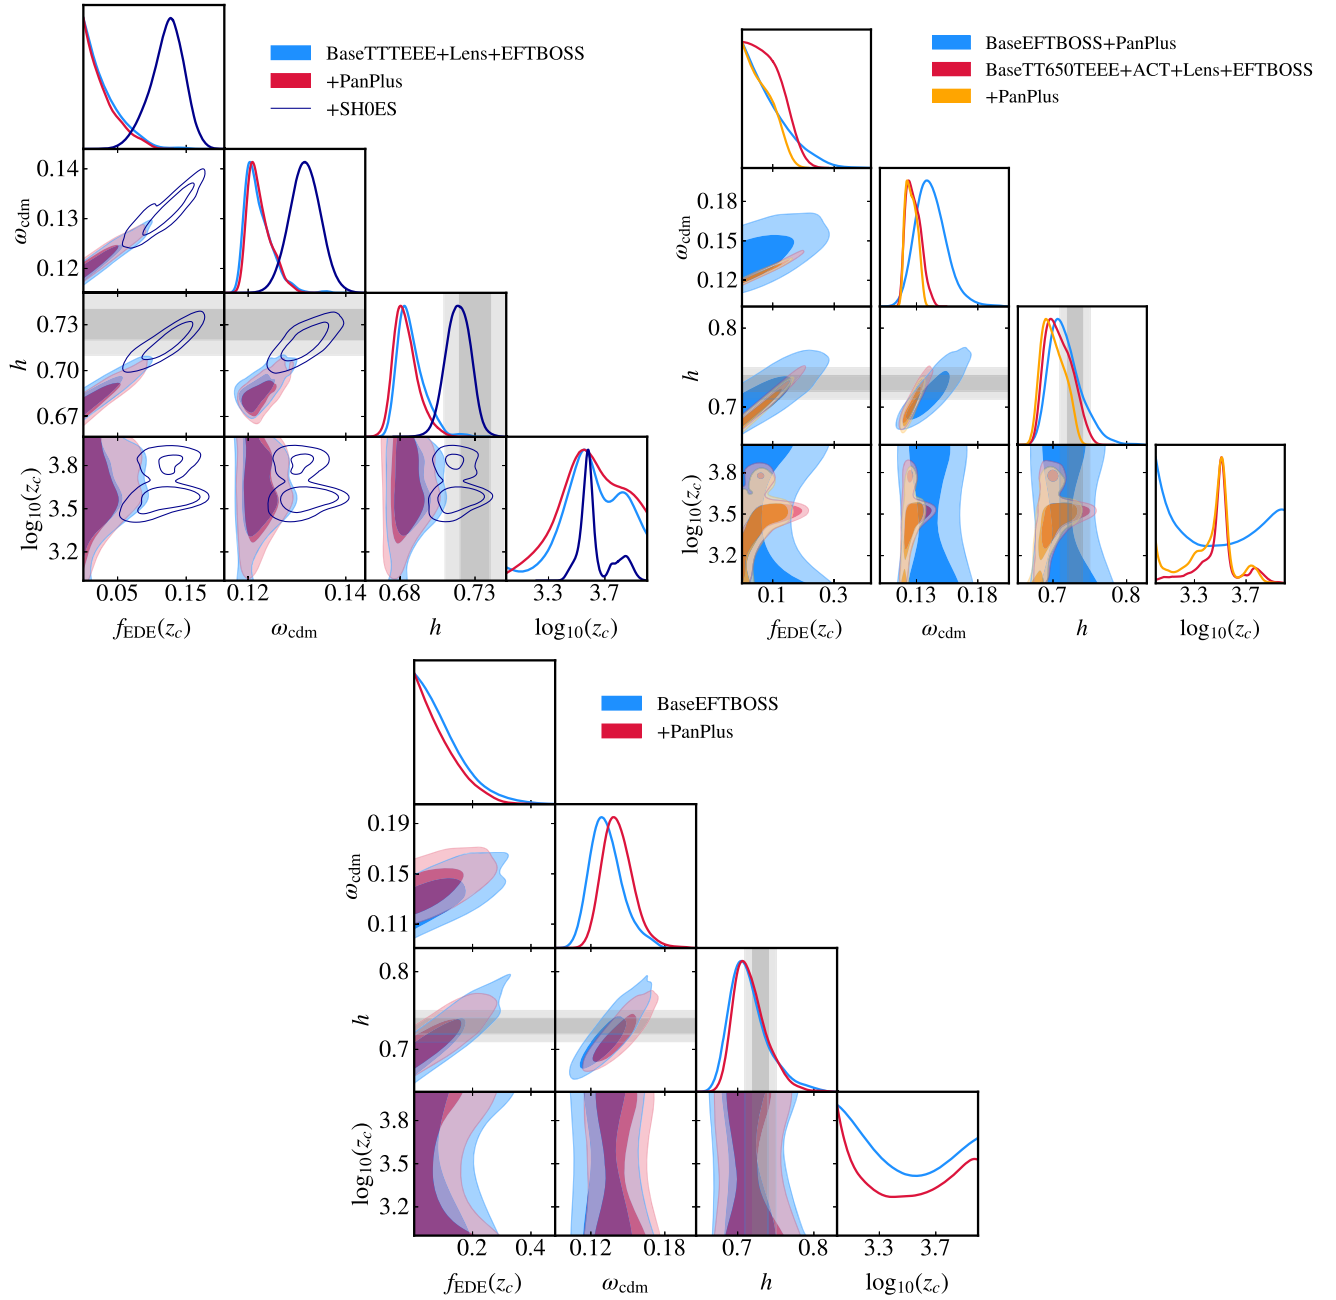 BaseTTTEEE+Lens+EFTBOSS
+PanPlus
+SH0ES
0.14
0.13
0.12
ω_cdm
0.73
0.70
0.67
h
3.8
3.5
3.2
log₁₀(z_c)
0.05 0.15 0.12 0.14 0.68 0.73 3.3 3.7
f_EDE(z_c) ω_cdm h log₁₀(z_c)
BaseEFTBOSS+PanPlus
BaseTT650TEEE+ACT+Lens+EFTBOSS
+PanPlus
0.18
0.15
0.12
ω_cdm
0.8
0.7
h
3.8
3.5
3.2
log₁₀(z_c)
0.1 0.3 0.13 0.18 0.7 0.8 3.3 3.7
f_EDE(z_c) ω_cdm h log₁₀(z_c)
BaseEFTBOSS
+PanPlus
0.19
0.15
0.11
ω_cdm
0.8
0.7
h
3.8
3.5
3.2
log₁₀(z_c)
0.2 0.4 0.12 0.18 0.7 0.8 3.3 3.7
f_EDE(z_c) ω_cdm h log₁₀(z_c)